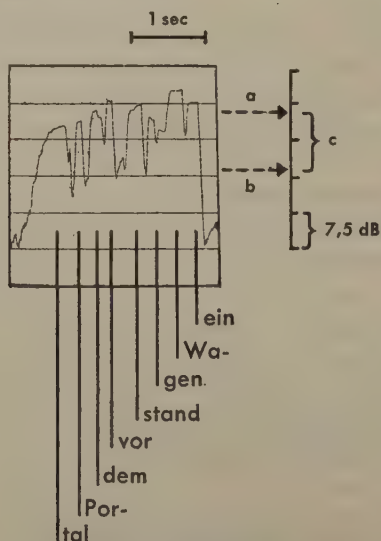 1 sec
a
c
b
7,5 dB
ein
Wa-
gen.
stand
vor
dem
Por-
tal